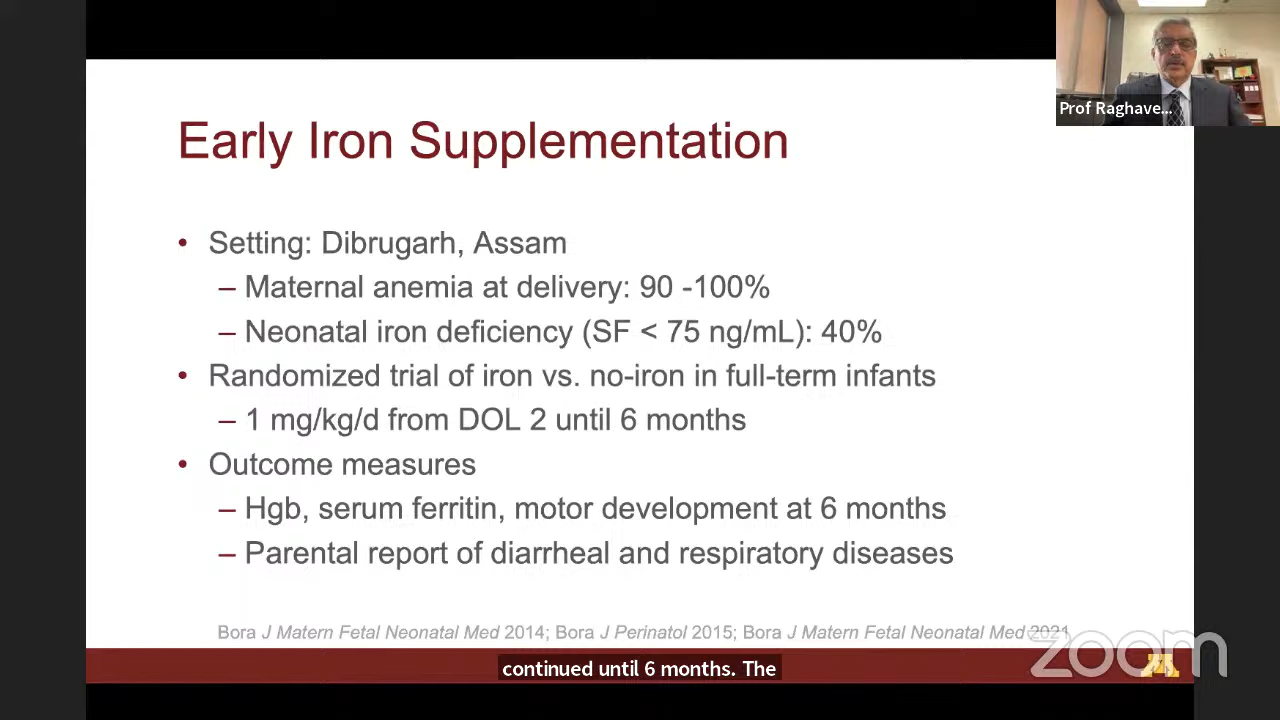 Prof Raghave...
Early Iron Supplementation
• Setting: Dibrugarh, Assam
– Maternal anemia at delivery: 90 -100%
– Neonatal iron deficiency (SF < 75 ng/mL): 40%
• Randomized trial of iron vs. no-iron in full-term infants
– 1 mg/kg/d from DOL 2 until 6 months
• Outcome measures
– Hgb, serum ferritin, motor development at 6 months
– Parental report of diarrheal and respiratory diseases
Bora J Matern Fetal Neonatal Med 2014; Bora J Perinatol 2015; Bora J Matern Fetal Neonatal Med 2021
zoom
continued until 6 months. The
M